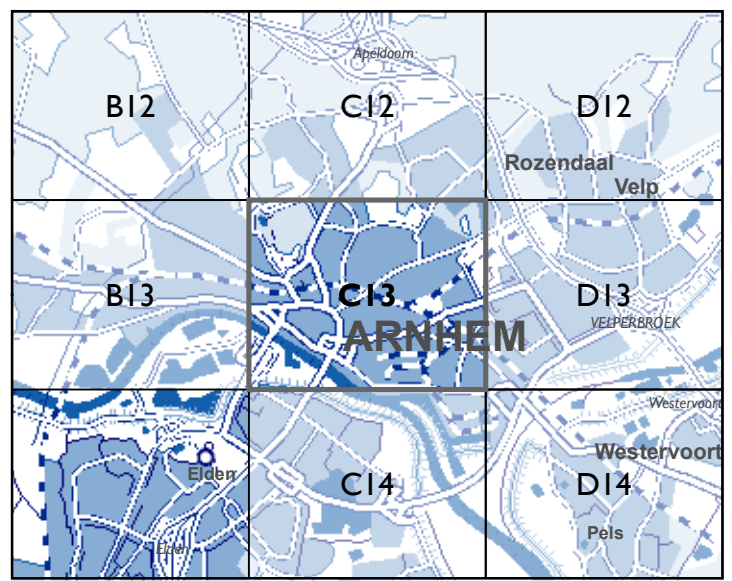 Apeldoorn
B12
C12
D12
Rozendaal
Velp
B13
C13
D13
VELPERBROEK
ARNHEM
Westervoort
Westervoort
Elden
C14
D14
Pels
Elden